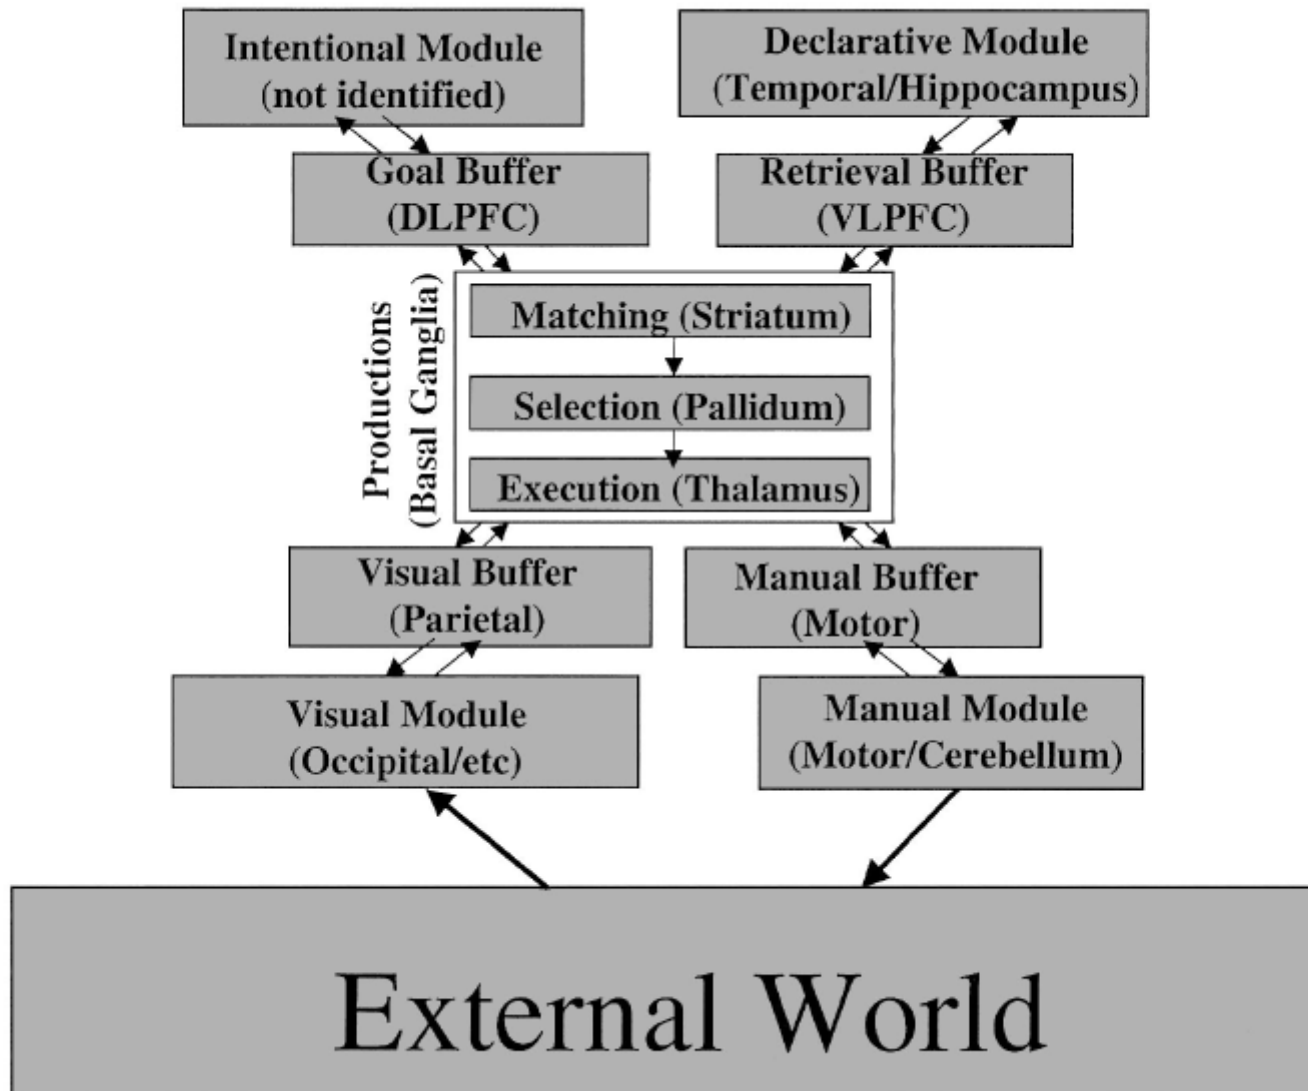 Intentional Module
(not identified)
Declarative Module
(Temporal/Hippocampus)
Goal Buffer
(DLPFC)
Retrieval Buffer
(VLPFC)
Productions
(Basal Ganglia)
Matching (Striatum)
Selection (Pallidum)
Execution (Thalamus)
Visual Buffer
(Parietal)
Manual Buffer
(Motor)
Visual Module
(Occipital/etc)
Manual Module
(Motor/Cerebellum)
External World